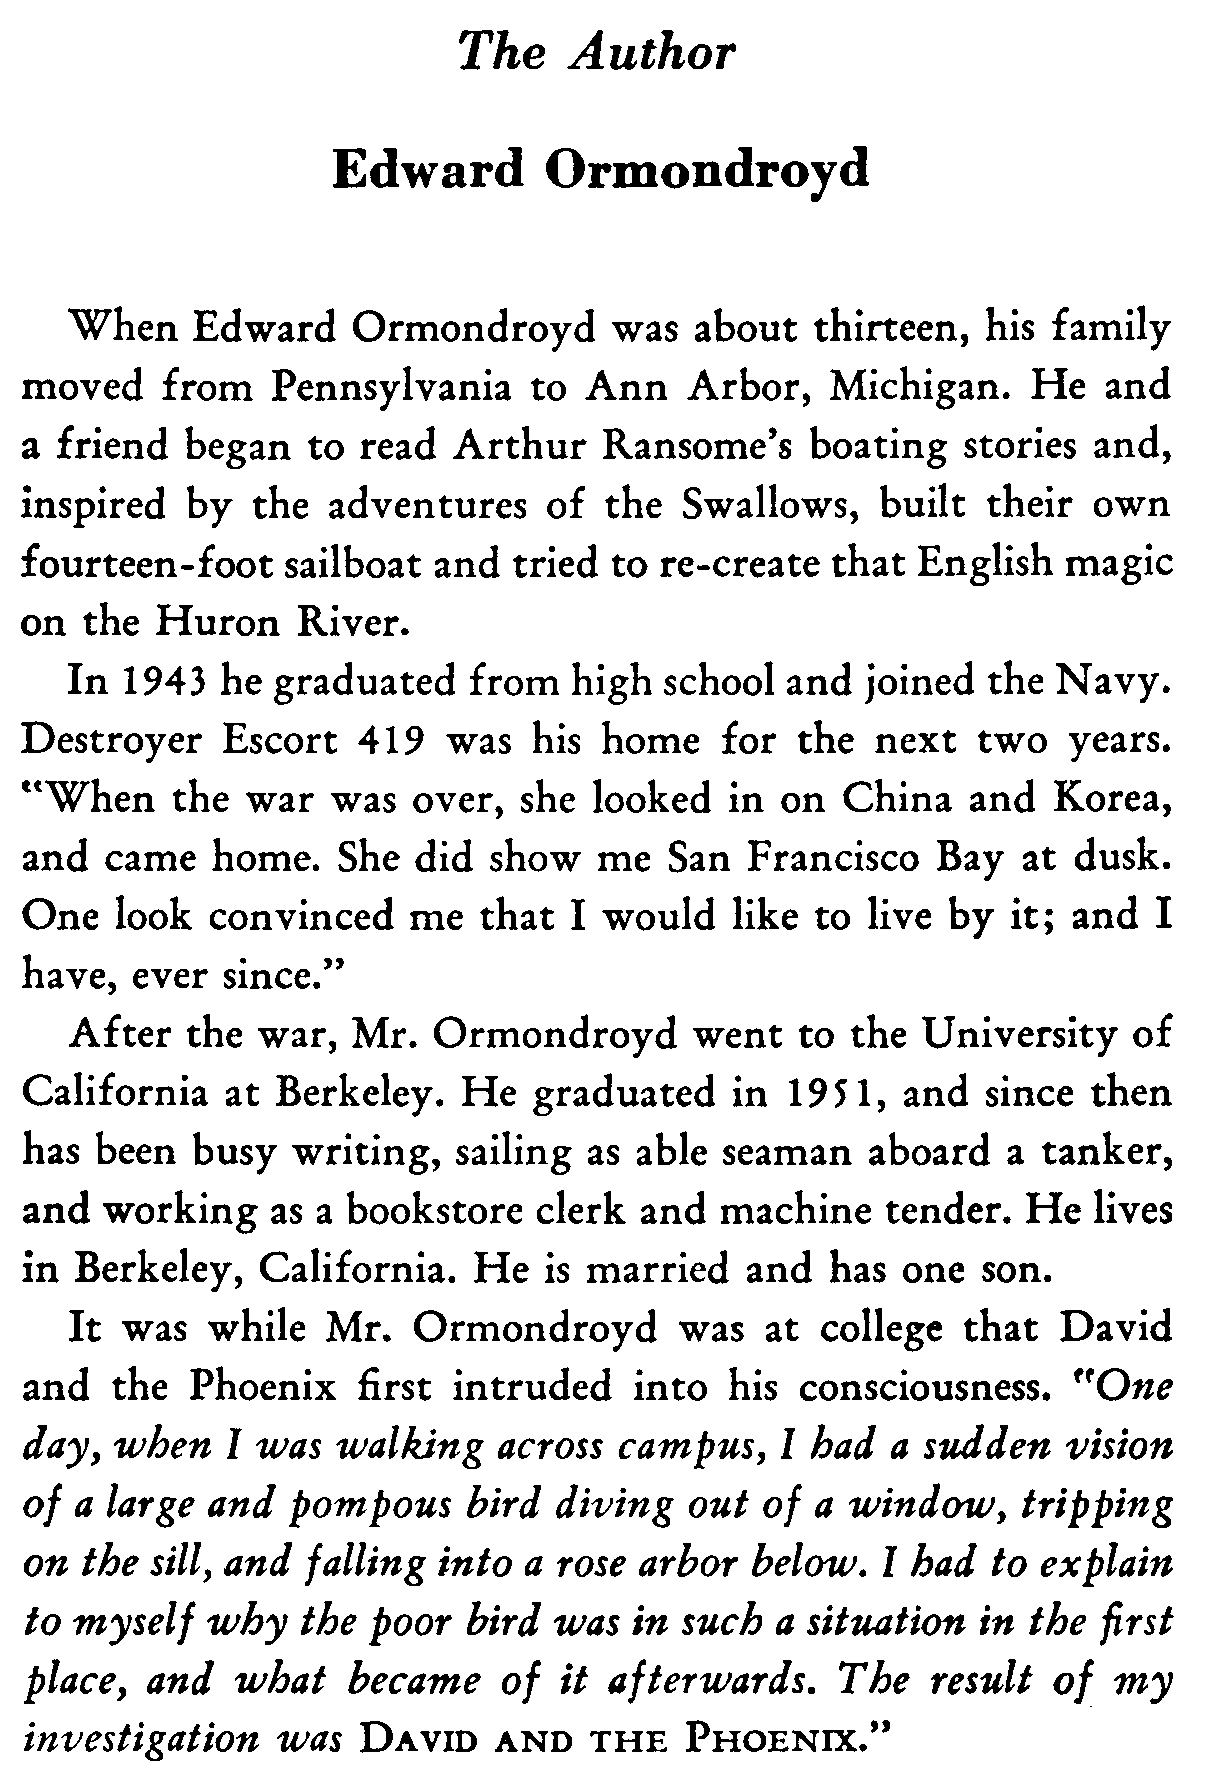 The Author
Edward Ormondroyd
When Edward Ormondroyd was about thirteen, his family
moved from Pennsylvania to Ann Arbor, Michigan. He and
a friend began to read Arthur Ransome's boating stories and,
inspired by the adventures of the Swallows, built their own
fourteen-foot sailboat and tried to re-create that English magic
on the Huron River.
In 1943 he graduated from high school and joined the Navy.
Destroyer Escort 419 was his home for the next two years.
"When the war was over, she looked in on China and Korea,
and came home. She did show me San Francisco Bay at dusk.
One look convinced me that I would like to live by it; and I
have, ever since."
After the war, Mr. Ormondroyd went to the University of
California at Berkeley. He graduated in 1951, and since then
has been busy writing, sailing as able seaman aboard a tanker,
and working as a bookstore clerk and machine tender. He lives
in Berkeley, California. He is married and has one son.
It was while Mr. Ormondroyd was at college that David
and the Phoenix first intruded into his consciousness. "One
day, when I was walking across campus, I had a sudden vision
of a large and pompous bird diving out of a window, tripping
on the sill, and falling into a rose arbor below. I had to explain
to myself why the poor bird was in such a situation in the first
place, and what became of it afterwards. The result of my
investigation was DAVID AND THE PHOENIX."